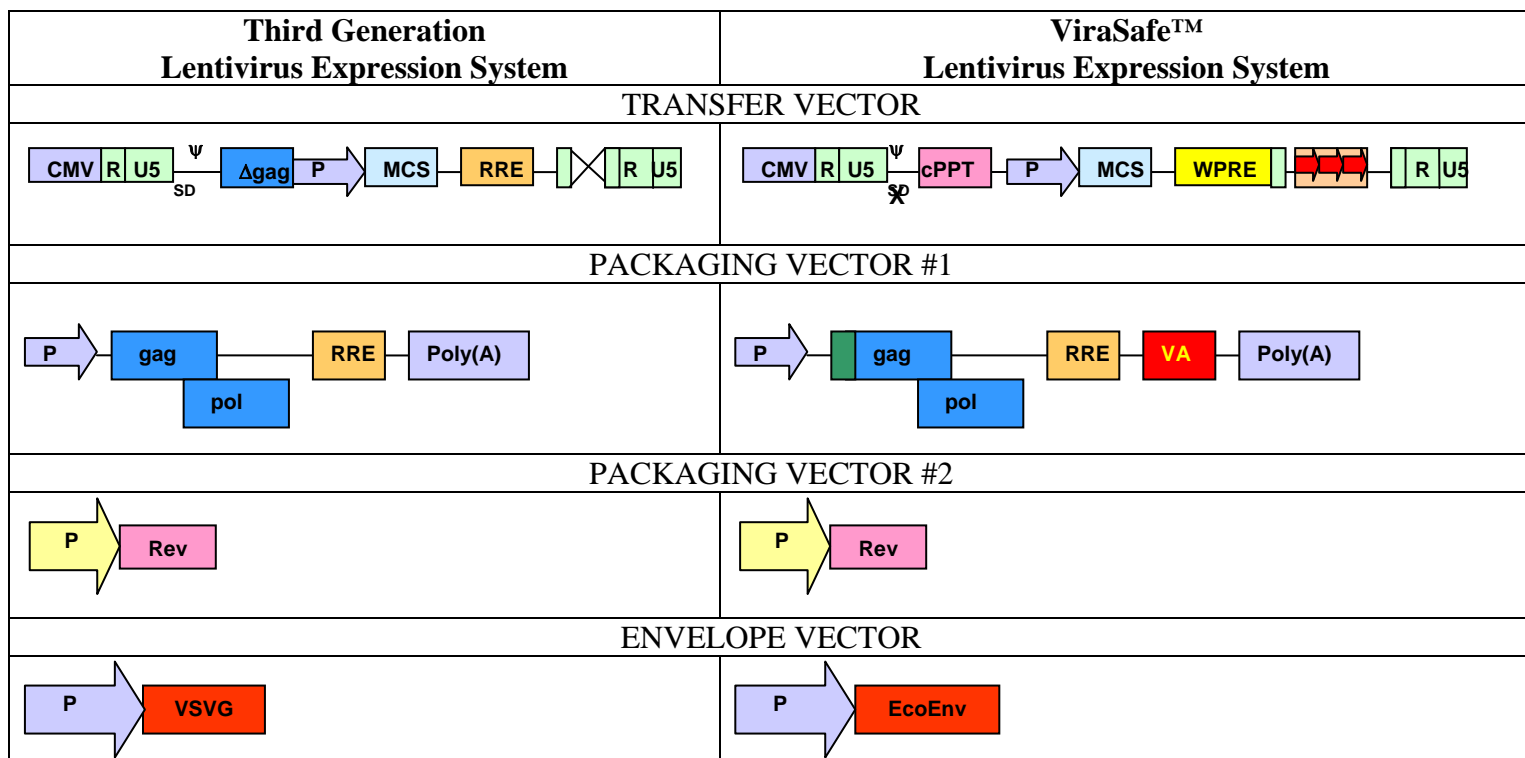 Third Generation
Lentivirus Expression System
ViraSafe™
Lentivirus Expression System
TRANSFER VECTOR
CMV R U5 Ψ SD Δgag P MCS RRE R U5
CMV R U5 Ψ SD X cPPT P MCS WPRE R U5
PACKAGING VECTOR #1
P gag RRE Poly(A)
pol
P gag RRE VA Poly(A)
pol
PACKAGING VECTOR #2
P Rev
P Rev
ENVELOPE VECTOR
P VSVG
P EcoEnv